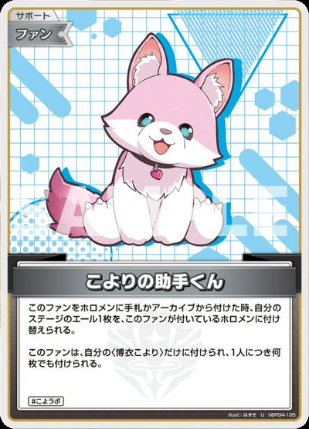 サポート
ファン
SAMPLE
こよりの助手くん
このファンをホロメンに手札かアーカイブから付けた時、自分の
ステージのエール1枚を、このファンが付いているホロメンに付け
替えられる。
このファンは、自分の〈博衣こより〉だけに付けられ、1人につき何
枚でも付けられる。
#こよラボ
Illust：はずき U hBP04-105